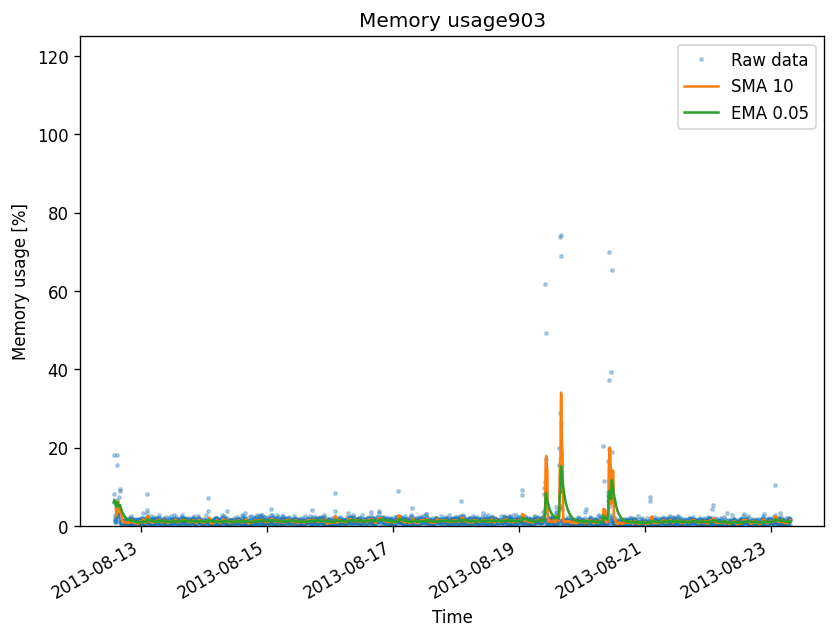 Memory usage903
Raw data
SMA 10
EMA 0.05
Memory usage [%]
120
100
80
60
40
20
0
2013-08-13
2013-08-15
2013-08-17
2013-08-19
2013-08-21
2013-08-23
Time